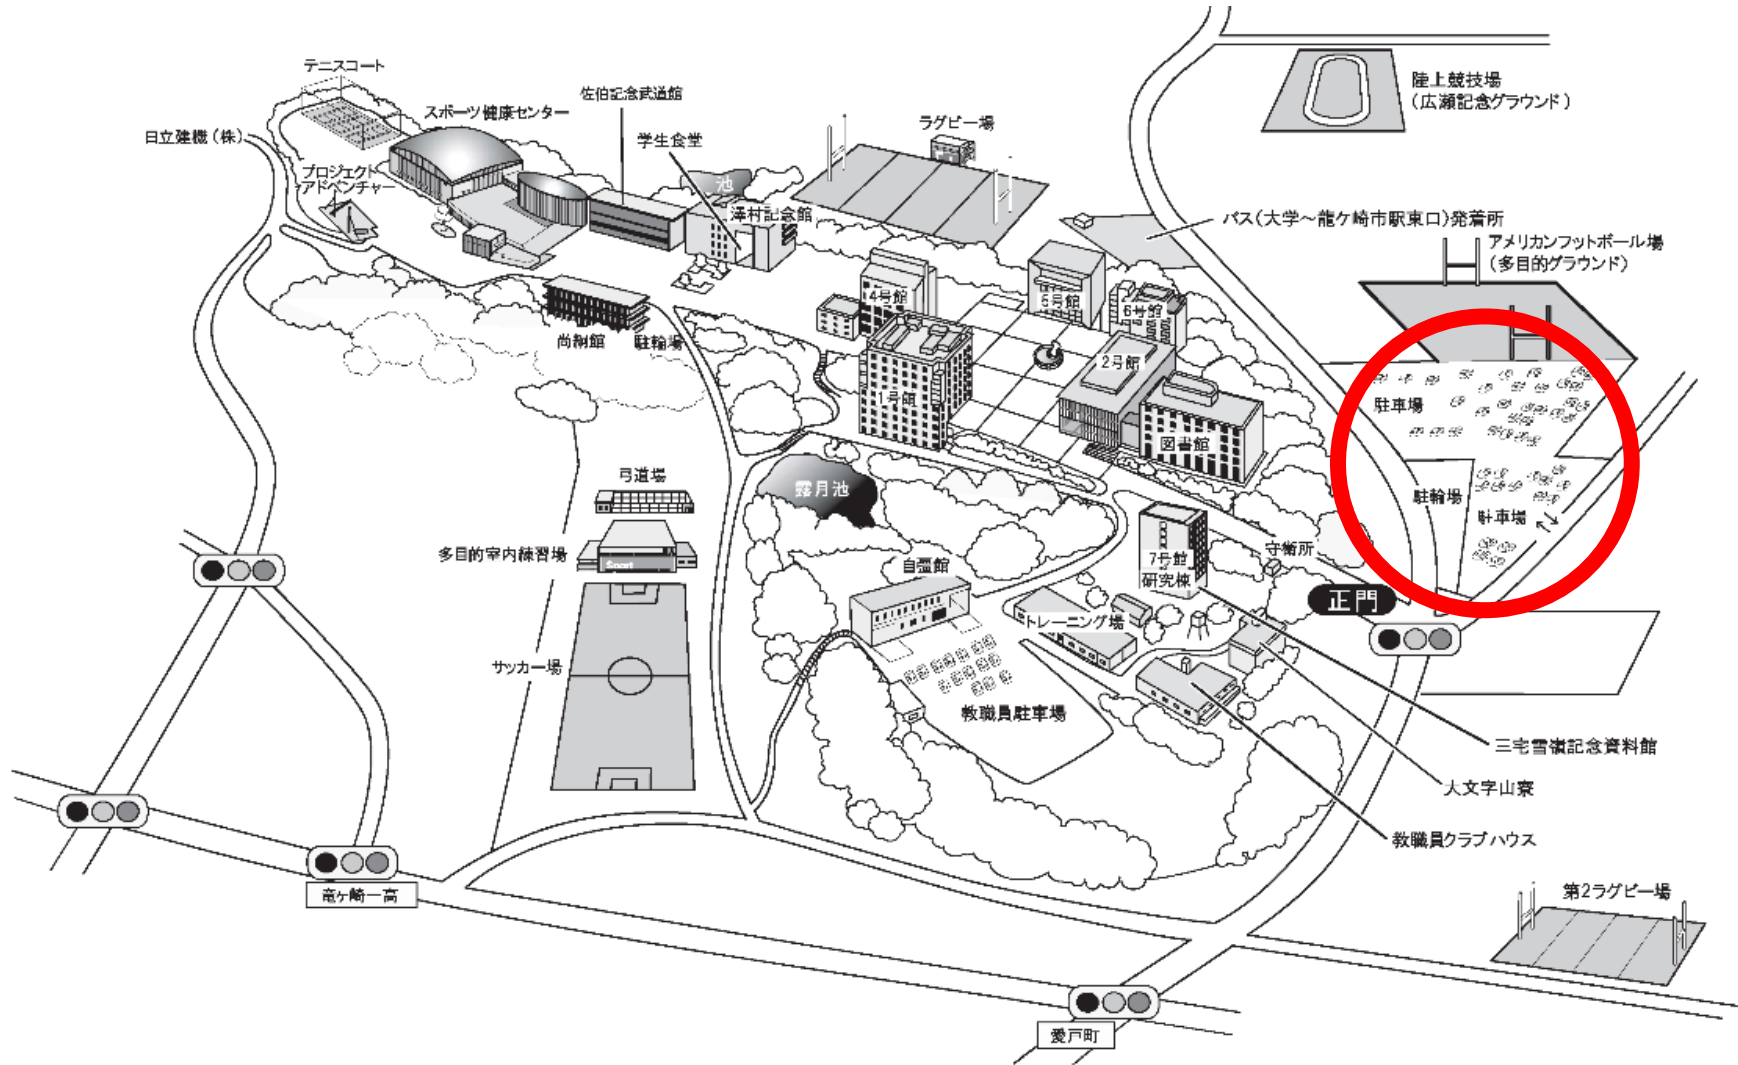 テニスコート
陸上競技場
（広瀬記念グラウンド）
佐伯記念武道館
スポーツ健康センター
日立建機（株）
学生食堂
ラグビー場
プロジェクト
アドベンチャー
池
澤村記念館
バス（大学～龍ケ崎市駅東口）発着所
アメリカンフットボール場
（多目的グラウンド）
4号館
5号館
6号館
尚絅館
駐輪場
2号館
1号館
駐車場
図書館
弓道場
露月池
駐輪場
駐車場
多目的室内練習場
Sport
自彊館
7号館
研究棟
守衛所
正門
トレーニング場
サッカー場
教職員駐車場
三宅雪嶺記念資料館
大文字山寮
教職員クラブハウス
竜ヶ崎一高
第2ラグビー場
愛戸町